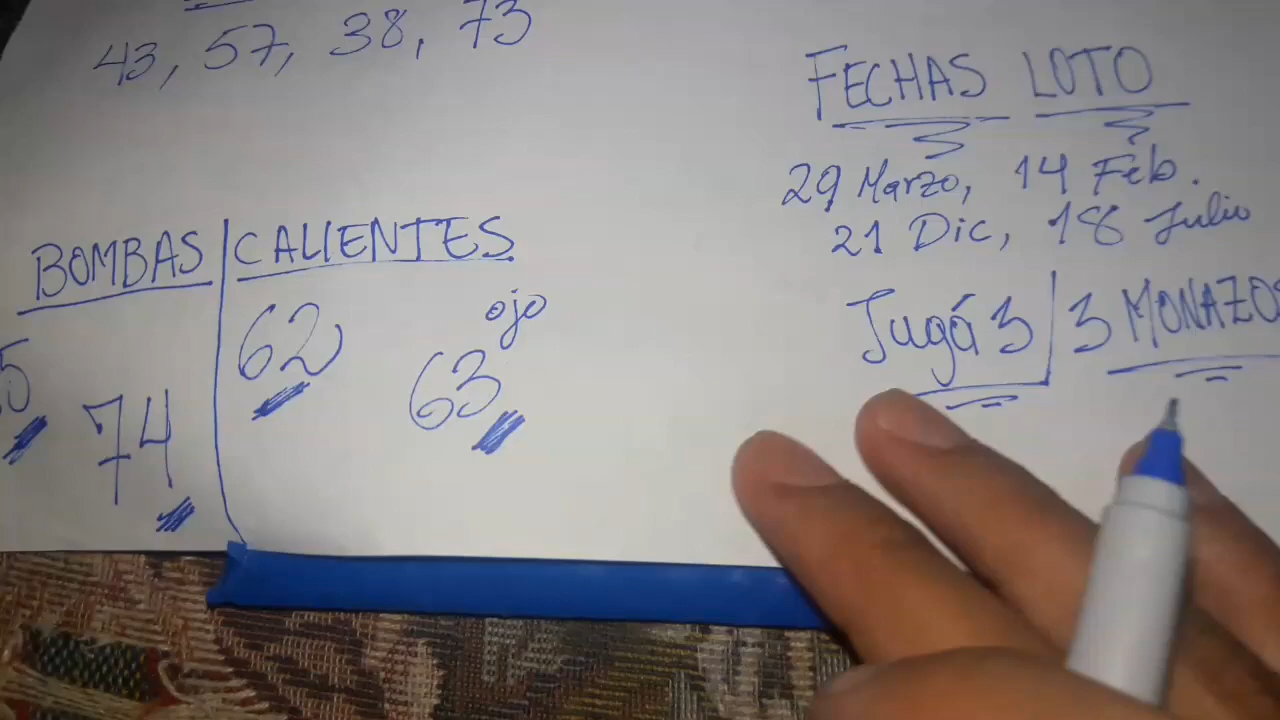 43, 57, 38, 73
BOMBAS CALIENTES
62 ojo
5 74 63
FECHAS LOTO
29 Marzo, 14 Feb.
21 Dic, 18 Julio
Jugá 3 3 MONAZOS